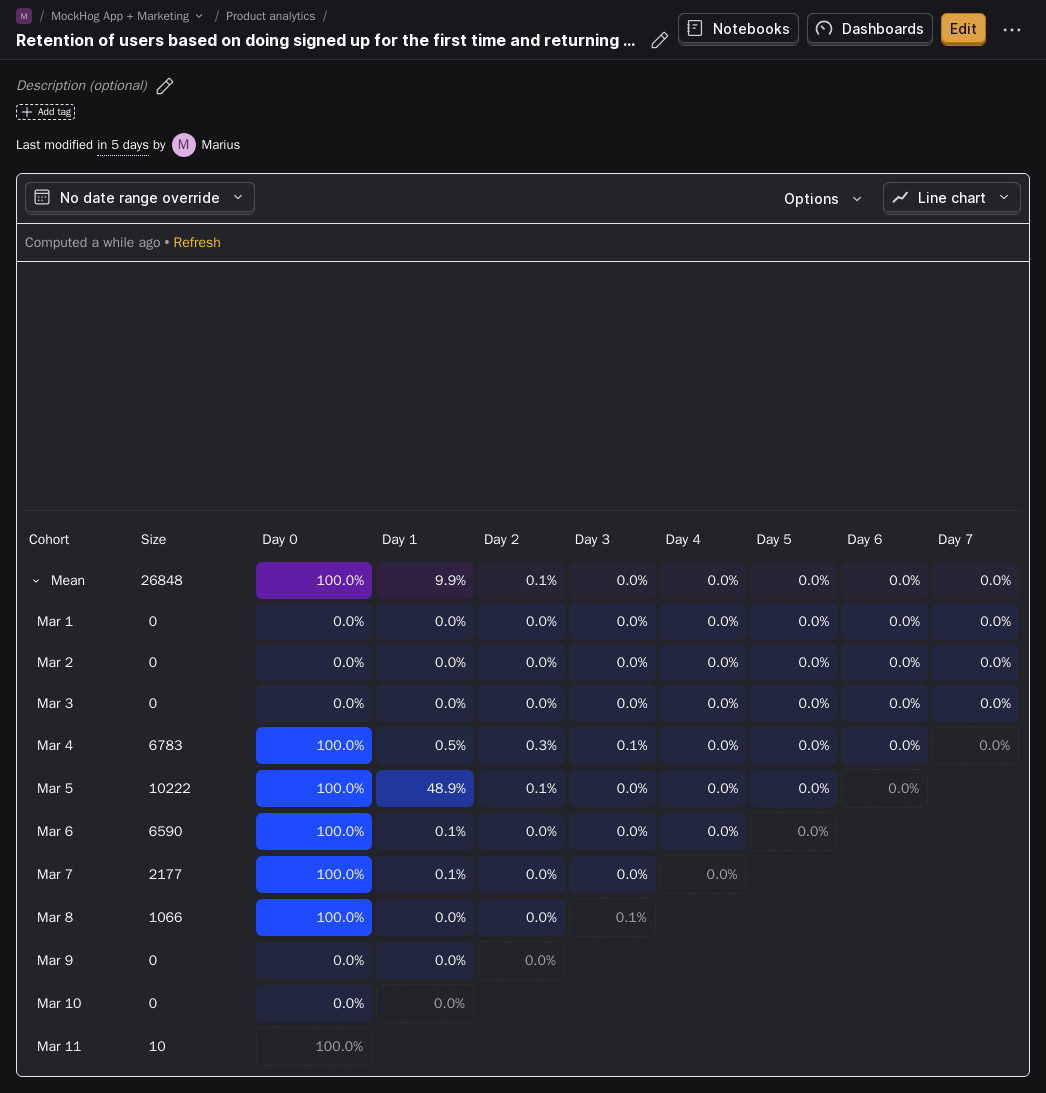 M / MockHog App + Marketing / Product analytics /
Retention of users based on doing signed up for the first time and returning ...
Notebooks Dashboards Edit
Description (optional)
Add tag
Last modified in 5 days by M Marius
No date range override Options Line chart
Computed a while ago • Refresh
Cohort Size Day 0 Day 1 Day 2 Day 3 Day 4 Day 5 Day 6 Day 7
Mean 26848 100.0% 9.9% 0.1% 0.0% 0.0% 0.0% 0.0% 0.0%
Mar 1 0 0.0% 0.0% 0.0% 0.0% 0.0% 0.0% 0.0% 0.0%
Mar 2 0 0.0% 0.0% 0.0% 0.0% 0.0% 0.0% 0.0% 0.0%
Mar 3 0 0.0% 0.0% 0.0% 0.0% 0.0% 0.0% 0.0% 0.0%
Mar 4 6783 100.0% 0.5% 0.3% 0.1% 0.0% 0.0% 0.0% 0.0%
Mar 5 10222 100.0% 48.9% 0.1% 0.0% 0.0% 0.0% 0.0%
Mar 6 6590 100.0% 0.1% 0.0% 0.0% 0.0% 0.0%
Mar 7 2177 100.0% 0.1% 0.0% 0.0% 0.0%
Mar 8 1066 100.0% 0.0% 0.0% 0.1%
Mar 9 0 0.0% 0.0% 0.0%
Mar 10 0 0.0% 0.0%
Mar 11 10 100.0%